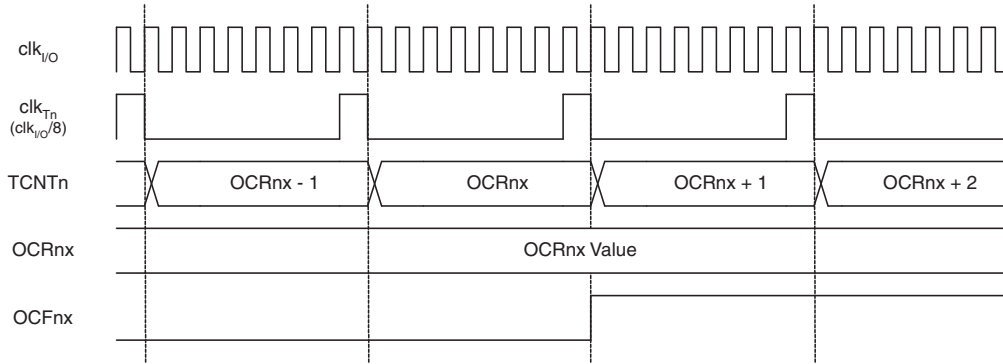 clkI/O
clkTn
(clkI/O/8)
TCNTn OCRnx - 1 OCRnx OCRnx + 1 OCRnx + 2
OCRnx OCRnx Value
OCFnx